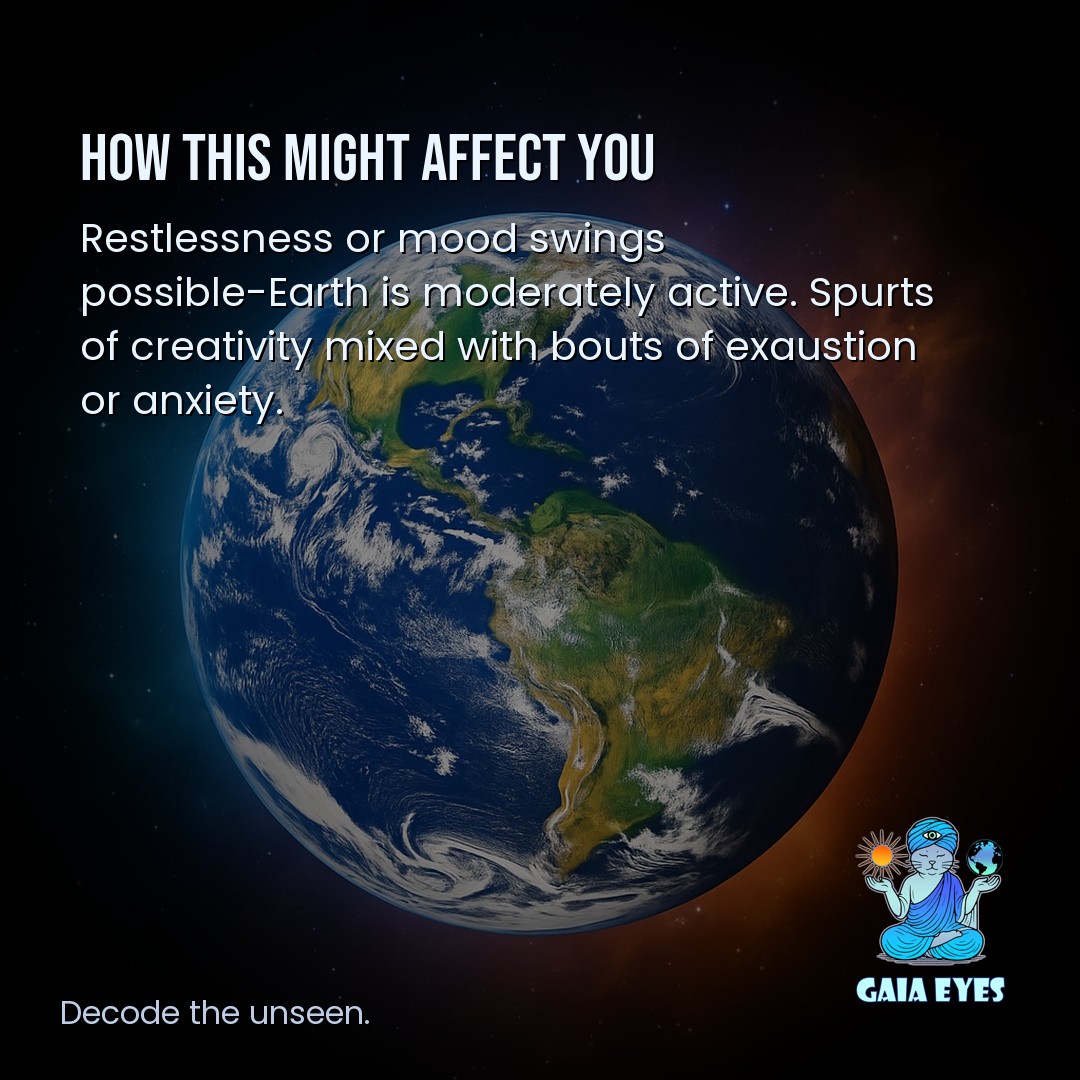 HOW THIS MIGHT AFFECT YOU
Restlessness or mood swings
possible-Earth is moderately active. Spurts
of creativity mixed with bouts of exaustion
or anxiety.
GAIA EYES
Decode the unseen.